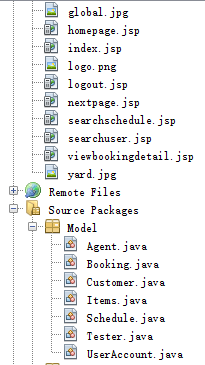 global.jpg
homepage.jsp
index.jsp
logo.png
logout.jsp
nextpage.jsp
searchschedule.jsp
searchuser.jsp
viewbookingdetail.jsp
yard.jpg
Remote Files
Source Packages
Model
Agent.java
Booking.java
Customer.java
Items.java
Schedule.java
Tester.java
UserAccount.java